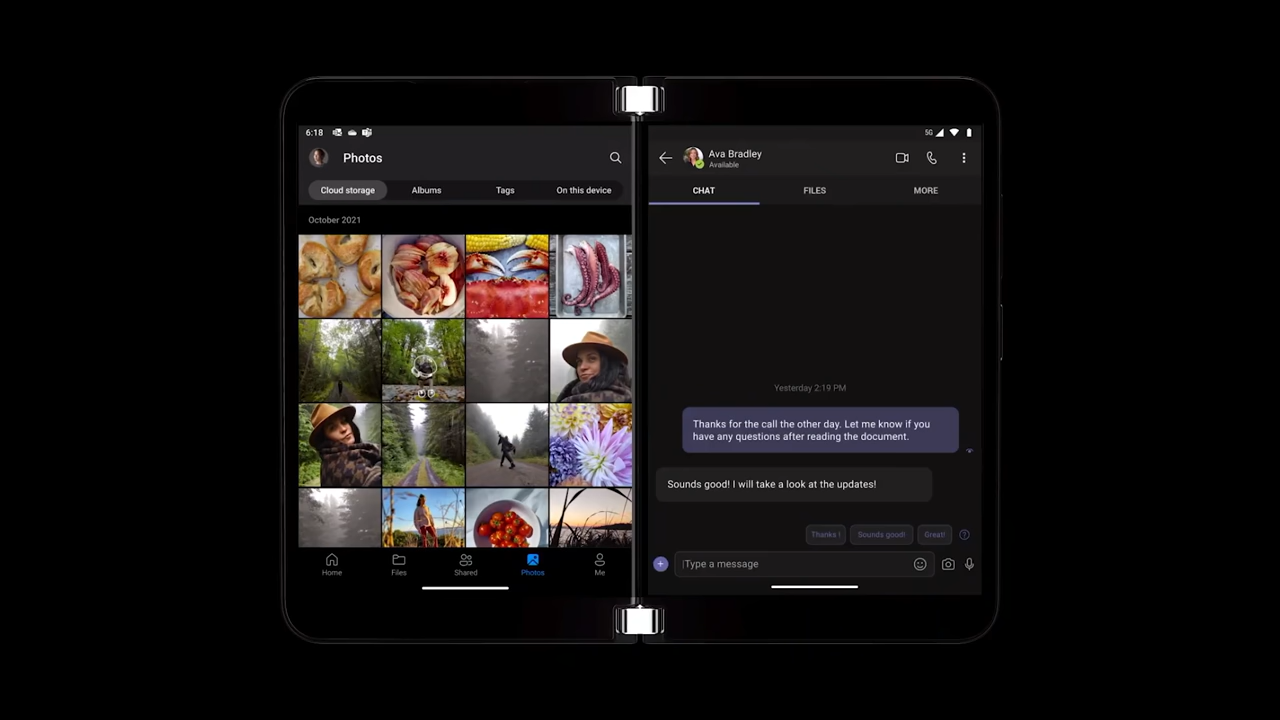 6:18
Photos
Cloud storage
Albums
Tags
On this device
October 2021
Home
Files
Shared
Photos
Me
5G
Ava Bradley
Available
CHAT
FILES
MORE
Yesterday 2:19 PM
Thanks for the call the other day. Let me know if you
have any questions after reading the document.
Sounds good! I will take a look at the updates!
Thanks !
Sounds good!
Great!
Type a message